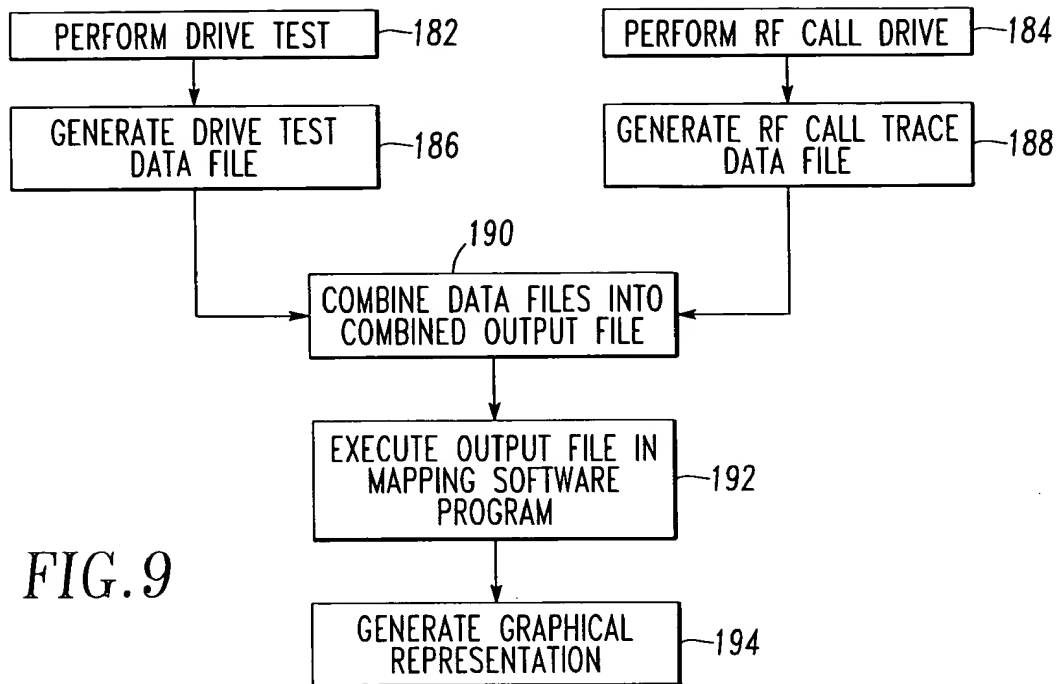 PERFORM DRIVE TEST
182
PERFORM RF CALL DRIVE
184
GENERATE DRIVE TEST
DATA FILE
186
GENERATE RF CALL TRACE
DATA FILE
188
190
COMBINE DATA FILES INTO
COMBINED OUTPUT FILE
EXECUTE OUTPUT FILE IN
MAPPING SOFTWARE
PROGRAM
192
FIG.9
GENERATE GRAPHICAL
REPRESENTATION
194